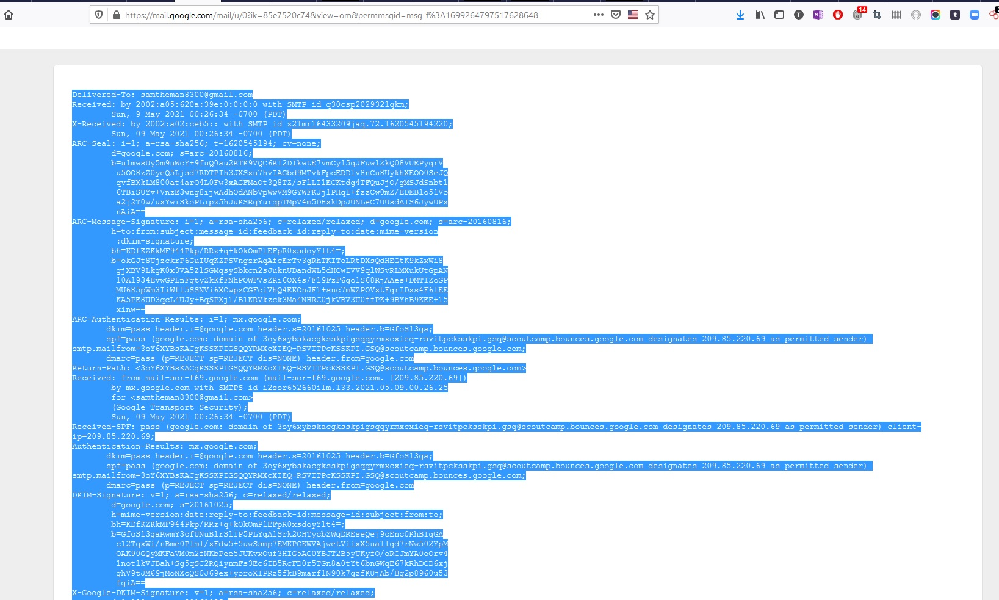 https://mail.google.com/mail/u/0?ik=85e7520c74&view=om&permmsgid=msg-f%3A1699264797517628648
14
Delivered-To: samtheman8300@gmail.com
Received: by 2002:a05:620a:39e:0:0:0:0 with SMTP id q30csp2029321qkm;
Sun, 9 May 2021 00:26:34 -0700 (PDT)
X-Received: by 2002:a02:ceb5:: with SMTP id z21mr16433209jaq.72.1620545194220;
Sun, 09 May 2021 00:26:34 -0700 (PDT)
ARC-Seal: i=1; a=rsa-sha256; t=1620545194; cv=none;
d=google.com; s=arc-20160816;
b=u1mwsUy5m9uWcY+9fuQ0au2RTK9VQC6RI2DIkwtE7vmCy15qJFuwlZkQ08VUEPyqrV
u5OO8zZ0yeQ5Ljsd7RDTPIh3JXSxu7hvIAGbd9MTvkFpcERD1v8nCu8UykhXEOO0SeJQ
qvfBXkLM800at4arO4L0Fw3xAGFMaOt3Q8TZ/sFlLI1ECKtdg4TFQuJjO/gMSJdSnbt1
6TBiSUYv+VnzE3wng8ijwAdhOdANbVpWwVM9GYWFKJj1PHqI+fzzCw0mZ/EDEBlo51Vo
a2j2T0w/uxYwiSkoPLipz5hJuKSRqYurqpTMpV4m5DHxkDpJUNLeC7UUsdAIS6JywUPx
nAiA==
ARC-Message-Signature: i=1; a=rsa-sha256; c=relaxed/relaxed; d=google.com; s=arc-20160816;
h=to:from:subject:message-id:feedback-id:reply-to:date:mime-version
:dkim-signature;
bh=KDfKZKkMF944Pkp/RRz+q+kOkOmP1EFpR0xsdoyYlt4=;
b=okGJt8UjzckrP6GuIUqKZPSVngzrAqAfcErTv3gRhTKIToLRtDXsQdHEGtK9kZxWi8
gjXBV9LkgK0x3VA5ZlSGMqsySbkcn2sJuknUDandWL5dHCwIVV9qlWSvRLMXukUtGpAN
10A1934EvwGPLnFgtyZkKfFNhPOWFVsZRi6OX4s/F19FzF6go1S68RjAAes+DMTIZoGP
MU685pWm3IiWfl5SSNVi6XCwpzCGFciVhQ4EKOnJF1+snc7mWZPOVxtFgrIDxs4F6lEE
KA5PE8UD3qcL4UJy+BqSPXj1/B1KRVkzck3Ma4NHRC0jkVBV3U0ffPK+9BYhB9KEE+15
xinw==
ARC-Authentication-Results: i=1; mx.google.com;
dkim=pass header.i=@google.com header.s=20161025 header.b=GfoS13ga;
spf=pass (google.com: domain of 3oy6xybskacgksskpigsqqyrmxcxieq-rsvitpcksskpi.gsq@scoutcamp.bounces.google.com designates 209.85.220.69 as permitted sender)
smtp.mailfrom=3oY6XYBsKACgKSSKPIGSQQYRMXcXIEQ-RSVITPcKSSKPI.GSQ@scoutcamp.bounces.google.com;
dmarc=pass (p=REJECT sp=REJECT dis=NONE) header.from=google.com
Return-Path: <3oY6XYBsKACgKSSKPIGSQQYRMXcXIEQ-RSVITPcKSSKPI.GSQ@scoutcamp.bounces.google.com>
Received: from mail-sor-f69.google.com (mail-sor-f69.google.com. [209.85.220.69])
by mx.google.com with SMTPS id i2sor652660ilm.133.2021.05.09.00.26.25
for <samtheman8300@gmail.com>
(Google Transport Security);
Sun, 09 May 2021 00:26:34 -0700 (PDT)
Received-SPF: pass (google.com: domain of 3oy6xybskacgksskpigsqqyrmxcxieq-rsvitpcksskpi.gsq@scoutcamp.bounces.google.com designates 209.85.220.69 as permitted sender) client-
ip=209.85.220.69;
Authentication-Results: mx.google.com;
dkim=pass header.i=@google.com header.s=20161025 header.b=GfoS13ga;
spf=pass (google.com: domain of 3oy6xybskacgksskpigsqqyrmxcxieq-rsvitpcksskpi.gsq@scoutcamp.bounces.google.com designates 209.85.220.69 as permitted sender)
smtp.mailfrom=3oY6XYBsKACgKSSKPIGSQQYRMXcXIEQ-RSVITPcKSSKPI.GSQ@scoutcamp.bounces.google.com;
dmarc=pass (p=REJECT sp=REJECT dis=NONE) header.from=google.com
DKIM-Signature: v=1; a=rsa-sha256; c=relaxed/relaxed;
d=google.com; s=20161025;
h=mime-version:date:reply-to:feedback-id:message-id:subject:from:to;
bh=KDfKZKkMF944Pkp/RRz+q+kOkOmP1EFpR0xsdoyYlt4=;
b=GfoS13gaRwmY3cfUNuBlrSlIP5PLYgA1Srk2OHTycbZWqDREseQej9cEnc0KhBIqGA
c12TqxWi/nBme0Plml/xFdw5+5uwSsmp7EMKPGKWVAjwetViixX5ua1lgd7rNw502YpM
OAK90GQyMKFaVM0m2fNKbPee5JUKvxOuf3HIG5AC0YBJT2B5yUKyfO/oRCJmYA0oOrv4
1not1kVJBah+Sg5qSC2RQiynmFs3Ec6IB5RcFD0r5TGn8a0tYt6bnGWqE67kRhDCD6xj
ghV9tJM69jMoNXcQS0J69ex+yoroXIPRz5fkB9marf1N90k7gzfKUjAb/Bg2p8960u53
fgiA==
X-Google-DKIM-Signature: v=1; a=rsa-sha256; c=relaxed/relaxed;